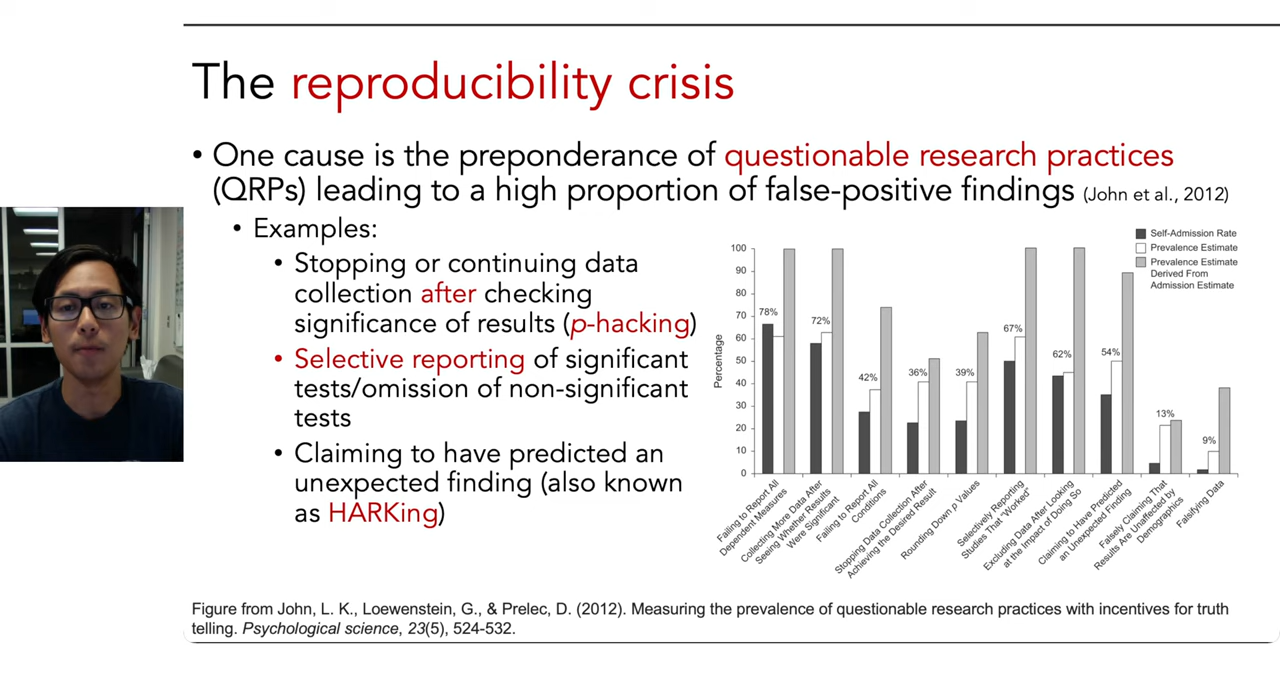 The reproducibility crisis
• One cause is the preponderance of questionable research practices
(QRPs) leading to a high proportion of false-positive findings (John et al., 2012)
• Examples:
• Stopping or continuing data
collection after checking
significance of results (p-hacking)
• Selective reporting of significant
tests/omission of non-significant
tests
• Claiming to have predicted an
unexpected finding (also known
as HARKing)
Self-Admission Rate
Prevalence Estimate
Prevalence Estimate
Derived From
Admission Estimate
Percentage
100
90
80
70
60
50
40
30
20
10
0
78%
72%
42%
36%
39%
67%
62%
54%
13%
9%
Failing to Report All
Dependent Measures
Collecting More Data After
Seeing Whether Results
Were Significant
Failing to Report All
Conditions
Stopping Data Collection After
Achieving the Desired Result
Rounding Down p Values
Selectively Reporting
Studies That “Worked”
Excluding Data After Looking
at the Impact of Doing So
Claiming to Have Predicted
an Unexpected Finding
Falsely Claiming That
Results Are Unaffected by
Demographics
Falsifying Data
Figure from John, L. K., Loewenstein, G., & Prelec, D. (2012). Measuring the prevalence of questionable research practices with incentives for truth
telling. Psychological science, 23(5), 524-532.